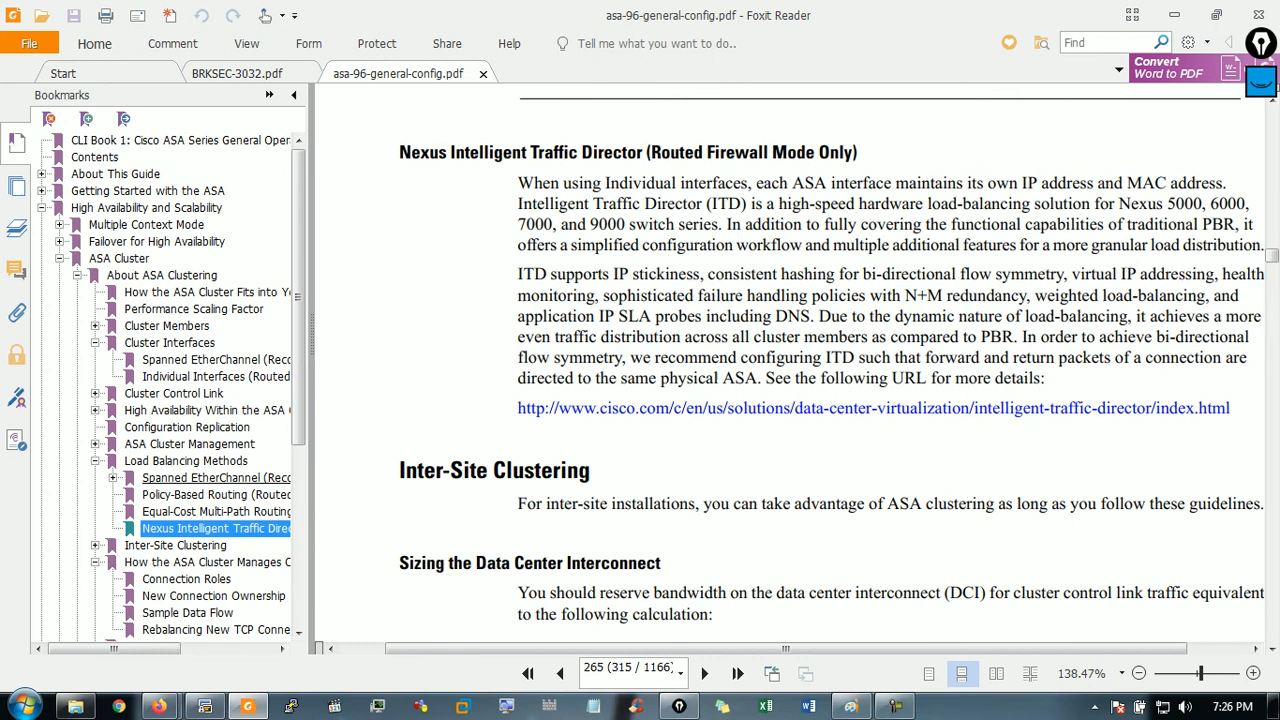 asa-96-general-config.pdf - Foxit Reader
File
Home
Comment
View
Form
Protect
Share
Help
Tell me what you want to do..
Find
Start
BRKSEC-3032.pdf
asa-96-general-config.pdf
Convert
Word to PDF
Bookmarks
CLI Book 1: Cisco ASA Series General Oper
Contents
About This Guide
Getting Started with the ASA
High Availability and Scalability
Multiple Context Mode
Failover for High Availability
ASA Cluster
About ASA Clustering
How the ASA Cluster Fits into Yo
Performance Scaling Factor
Cluster Members
Cluster Interfaces
Spanned EtherChannel (Reco
Individual Interfaces (Routed
Cluster Control Link
High Availability Within the ASA
Configuration Replication
ASA Cluster Management
Load Balancing Methods
Spanned EtherChannel (Reco
Policy-Based Routing (Routed
Equal-Cost Multi-Path Routing
Nexus Intelligent Traffic Direc
Inter-Site Clustering
How the ASA Cluster Manages C
Connection Roles
New Connection Ownership
Sample Data Flow
Rebalancing New TCP Conne
Nexus Intelligent Traffic Director (Routed Firewall Mode Only)
When using Individual interfaces, each ASA interface maintains its own IP address and MAC address.
Intelligent Traffic Director (ITD) is a high-speed hardware load-balancing solution for Nexus 5000, 6000,
7000, and 9000 switch series. In addition to fully covering the functional capabilities of traditional PBR, it
offers a simplified configuration workflow and multiple additional features for a more granular load distribution.
ITD supports IP stickiness, consistent hashing for bi-directional flow symmetry, virtual IP addressing, health
monitoring, sophisticated failure handling policies with N+M redundancy, weighted load-balancing, and
application IP SLA probes including DNS. Due to the dynamic nature of load-balancing, it achieves a more
even traffic distribution across all cluster members as compared to PBR. In order to achieve bi-directional
flow symmetry, we recommend configuring ITD such that forward and return packets of a connection are
directed to the same physical ASA. See the following URL for more details:
http://www.cisco.com/c/en/us/solutions/data-center-virtualization/intelligent-traffic-director/index.html
Inter-Site Clustering
For inter-site installations, you can take advantage of ASA clustering as long as you follow these guidelines.
Sizing the Data Center Interconnect
You should reserve bandwidth on the data center interconnect (DCI) for cluster control link traffic equivalent
to the following calculation:
265 (315 / 1166)
138.47%
7:26 PM